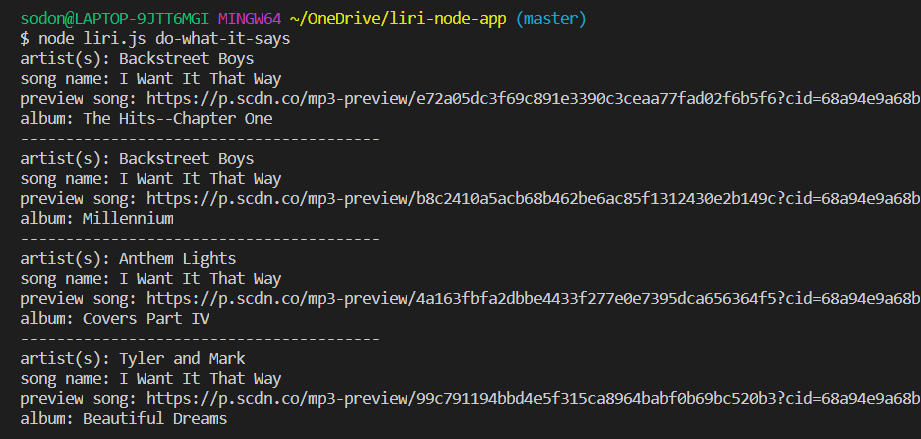 sodon@LAPTOP-9JTT6MGI MINGW64 ~/OneDrive/liri-node-app (master)
$ node liri.js do-what-it-says
artist(s): Backstreet Boys
song name: I Want It That Way
preview song: https://p.scdn.co/mp3-preview/e72a05dc3f69c891e3390c3ceaa77fad02f6b5f6?cid=68a94e9a68b
album: The Hits--Chapter One
----------------------------------------
artist(s): Backstreet Boys
song name: I Want It That Way
preview song: https://p.scdn.co/mp3-preview/b8c2410a5acb68b462be6ac85f1312430e2b149c?cid=68a94e9a68b
album: Millennium
----------------------------------------
artist(s): Anthem Lights
song name: I Want It That Way
preview song: https://p.scdn.co/mp3-preview/4a163fbfa2dbbe4433f277e0e7395dca656364f5?cid=68a94e9a68b
album: Covers Part IV
----------------------------------------
artist(s): Tyler and Mark
song name: I Want It That Way
preview song: https://p.scdn.co/mp3-preview/99c791194bbd4e5f315ca8964babf0b69bc520b3?cid=68a94e9a68b
album: Beautiful Dreams